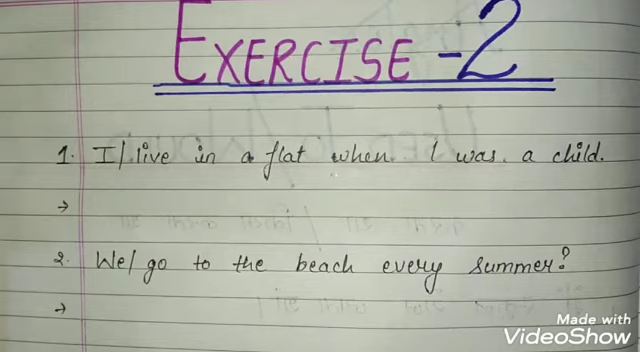 EXERCISE-2
1. I/live in a flat when I was a child.
→
2. We/go to the beach every summer?
→
Made with
VideoShow